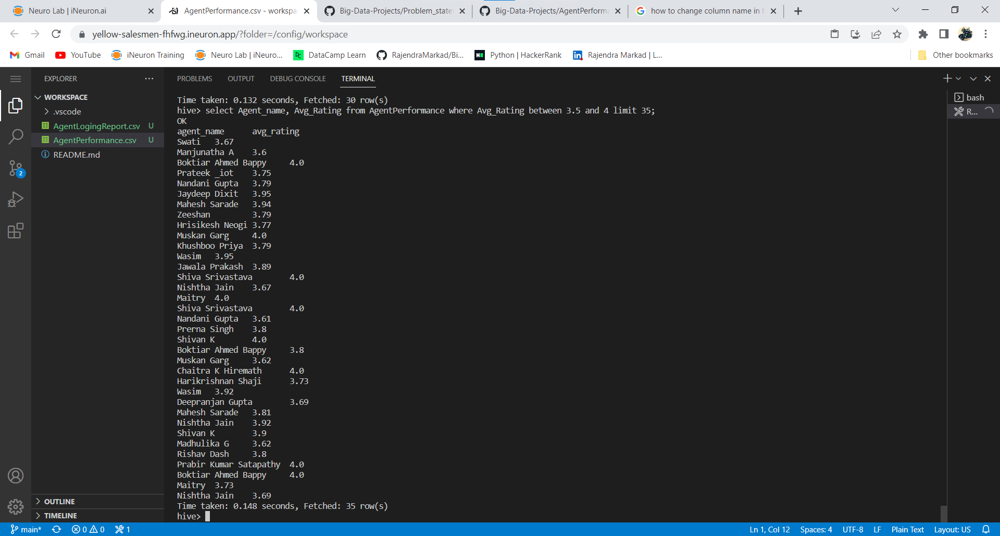 Neuro Lab | iNeuron.ai
AgentPerformance.csv - workspa
Big-Data-Projects/Problem_state
Big-Data-Projects/AgentPerforma
how to change column name in h
yellow-salesmen-fhfwg.ineuron.app/?folder=/config/workspace
Gmail
YouTube
iNeuron Training
Neuro Lab | iNeuro...
DataCamp Learn
RajendraMarkad/Bi...
Python | HackerRank
Rajendra Markad | L...
Other bookmarks
EXPLORER
PROBLEMS
OUTPUT
DEBUG CONSOLE
TERMINAL
WORKSPACE
.vscode
AgentLogingReport.csv U
AgentPerformance.csv U
README.md
2
Time taken: 0.132 seconds, Fetched: 30 row(s)
hive> select Agent_name, Avg_Rating from AgentPerformance where Avg_Rating between 3.5 and 4 limit 35;
OK
agent_name avg_rating
Swati 3.67
Manjunatha A 3.6
Boktiar Ahmed Bappy 4.0
Prateek _iot 3.75
Nandani Gupta 3.79
Jaydeep Dixit 3.95
Mahesh Sarade 3.94
Zeeshan 3.79
Hrisikesh Neogi 3.77
Muskan Garg 4.0
Khushboo Priya 3.79
Wasim 3.95
Jawala Prakash 3.89
Shiva Srivastava 4.0
Nishtha Jain 3.67
Maitry 4.0
Shiva Srivastava 4.0
Nandani Gupta 3.61
Prerna Singh 3.8
Shivan K 4.0
Boktiar Ahmed Bappy 3.8
Muskan Garg 3.62
Chaitra K Hiremath 4.0
Harikrishnan Shaji 3.73
Wasim 3.92
Deepranjan Gupta 3.69
Mahesh Sarade 3.81
Nishtha Jain 3.92
Shivan K 3.9
Madhulika G 3.62
Rishav Dash 3.8
Prabir Kumar Satapathy 4.0
Boktiar Ahmed Bappy 4.0
Maitry 3.73
Nishtha Jain 3.69
Time taken: 0.148 seconds, Fetched: 35 row(s)
hive>
bash
R...
OUTLINE
TIMELINE
main*
0
0
1
Ln 1, Col 12
Spaces: 4
UTF-8
LF
Plain Text
Layout: US